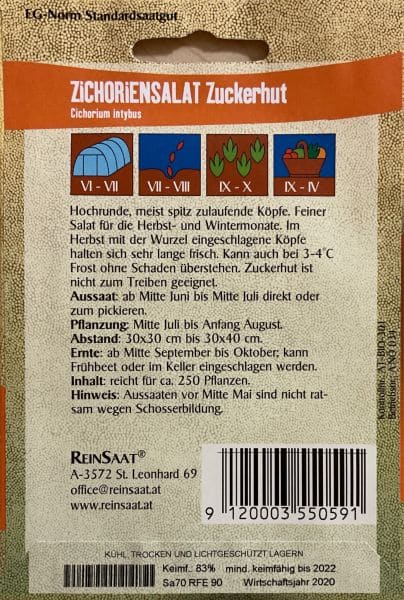 EG-Norm Standardsaatgut
ZICHORIENSALAT Zuckerhut
Cichorium intybus
VI - VII
VII - VIII
IX - X
IX - IV
Hochrunde, meist spitz zulaufende Köpfe. Feiner
Salat für die Herbst- und Wintermonate. Im
Herbst mit der Wurzel eingeschlagene Köpfe
halten sich sehr lange frisch. Kann auch bei 3-4°C
Frost ohne Schaden überstehen. Zuckerhut ist
nicht zum Treiben geeignet.
Aussaat: ab Mitte Juni bis Mitte Juli direkt oder
zum pickieren.
Pflanzung: Mitte Juli bis Anfang August.
Abstand: 30x30 cm bis 30x40 cm.
Ernte: ab Mitte September bis Oktober; kann
Frühbeet oder im Keller eingeschlagen werden.
Inhalt: reicht für ca. 250 Pflanzen.
Hinweis: Aussaaten vor Mitte Mai sind nicht rat-
sam wegen Schosserbildung.
Kontrollnr. AT-BIO-301
REINSAAT®
A-3572 St. Leonhard 69
office@reinsaat.at
www.reinsaat.at
9 120003 550591
KÜHL, TROCKEN UND LICHTGESCHÜTZT LAGERN
Keimf.: 83% mind. keimfähig bis 2022
Sa70 RFE 90 Wirtschaftsjahr 2020